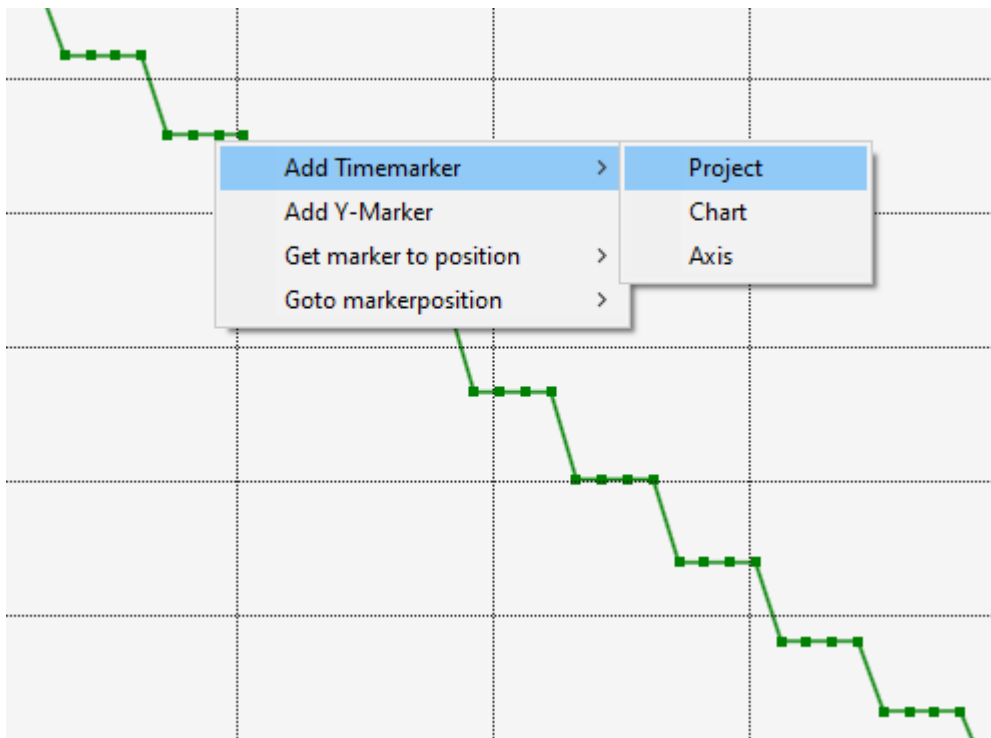 Add Timemarker
Add Y-Marker
Get marker to position
Goto markerposition
Project
Chart
Axis